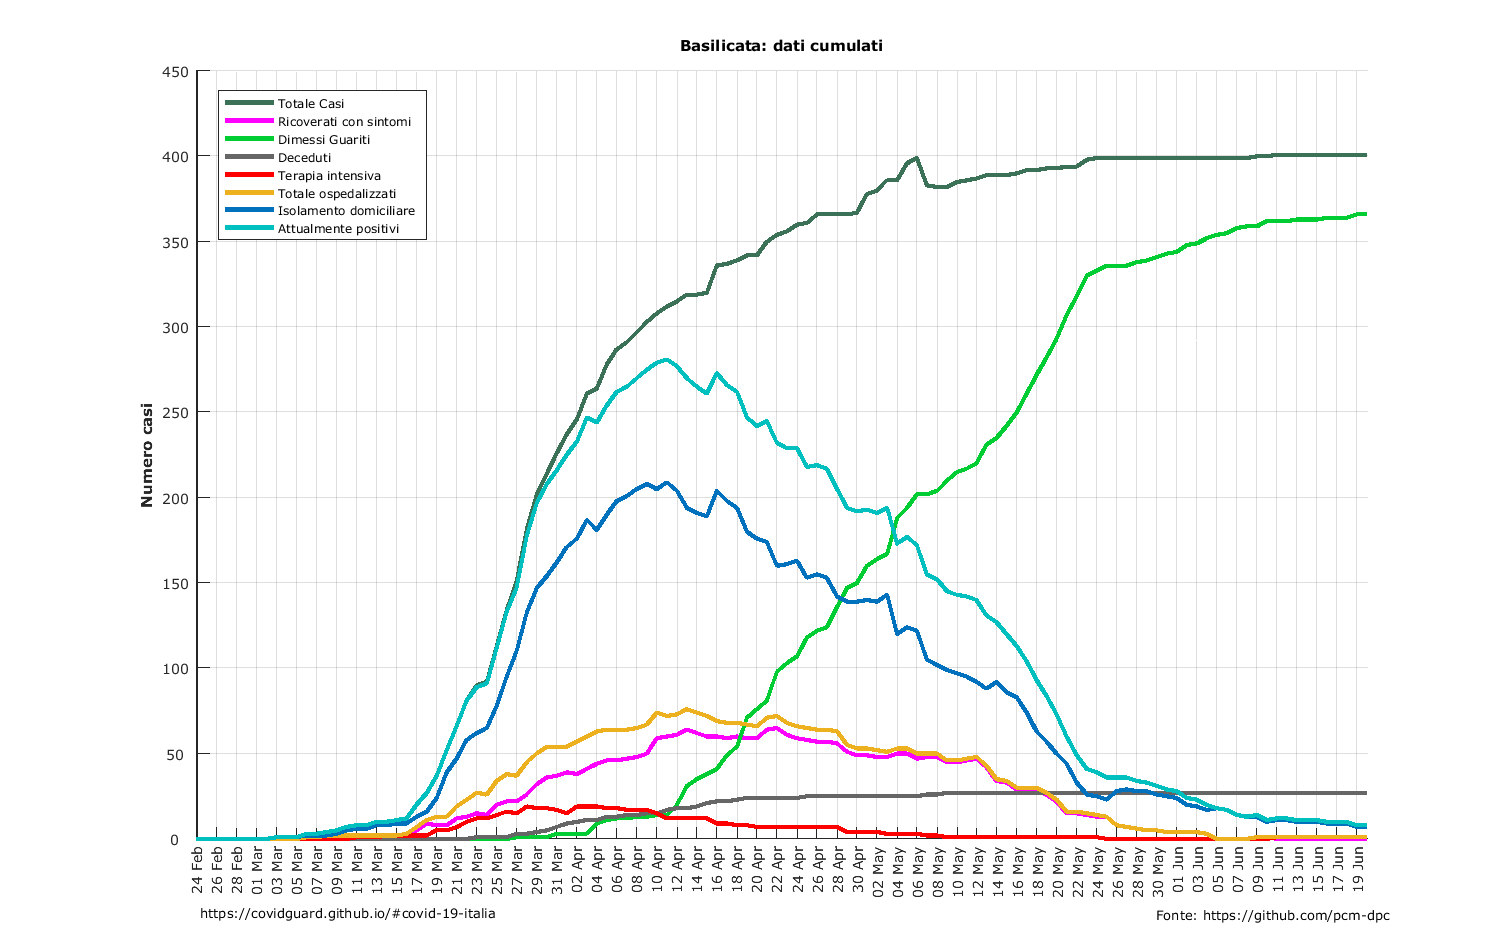 Basilicata: dati cumulati
450
400
350
300
250
200
150
100
50
0
Numero casi
Totale Casi
Ricoverati con sintomi
Dimessi Guariti
Deceduti
Terapia intensiva
Totale ospedalizzati
Isolamento domiciliare
Attualmente positivi
24 Feb
26 Feb
28 Feb
01 Mar
03 Mar
05 Mar
07 Mar
09 Mar
11 Mar
13 Mar
15 Mar
17 Mar
19 Mar
21 Mar
23 Mar
25 Mar
27 Mar
29 Mar
31 Mar
02 Apr
04 Apr
06 Apr
08 Apr
10 Apr
12 Apr
14 Apr
16 Apr
18 Apr
20 Apr
22 Apr
24 Apr
26 Apr
28 Apr
30 Apr
02 May
04 May
06 May
08 May
10 May
12 May
14 May
16 May
18 May
20 May
22 May
24 May
26 May
28 May
30 May
01 Jun
03 Jun
05 Jun
07 Jun
09 Jun
11 Jun
13 Jun
15 Jun
17 Jun
19 Jun
https://covidguard.github.io/#covid-19-italia
Fonte: https://github.com/pcm-dpc